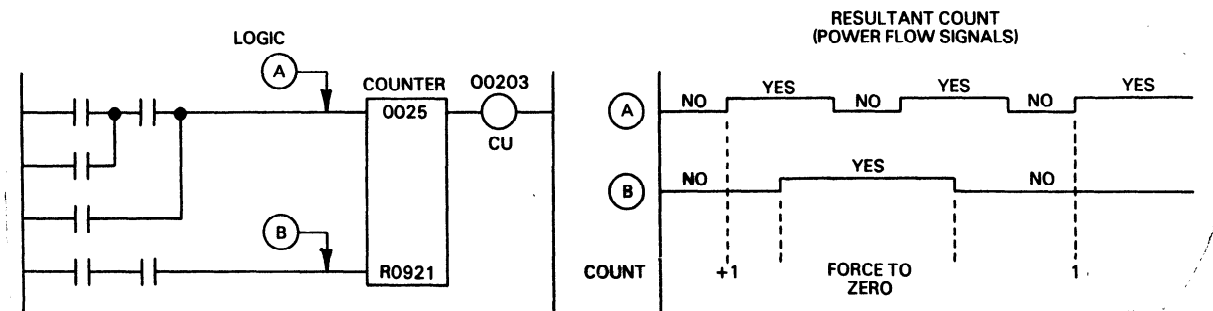 RESULTANT COUNT
(POWER FLOW SIGNALS)
LOGIC
A
COUNTER
O0203
0025
CU
B
R0921
A
NO
YES
NO
YES
NO
YES
B
NO
YES
NO
COUNT
+1
FORCE TO
ZERO
1